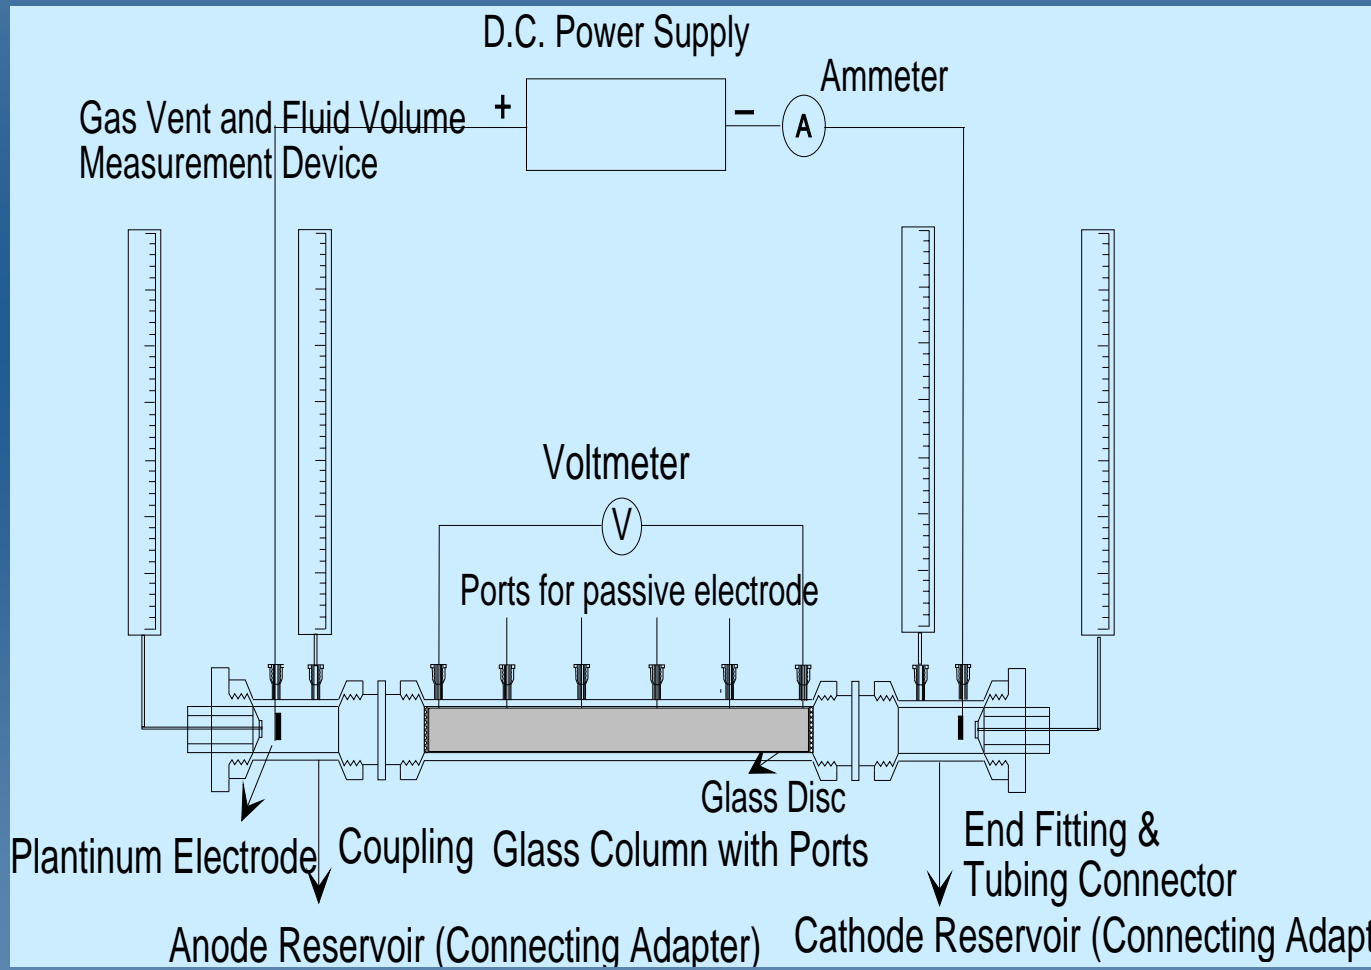 D.C. Power Supply
Ammeter
+
−
A
Gas Vent and Fluid Volume
Measurement Device
Voltmeter
V
Ports for passive electrode
Glass Disc
Plantinum Electrode
Coupling
Glass Column with Ports
End Fitting &
Tubing Connector
Anode Reservoir (Connecting Adapter)
Cathode Reservoir (Connecting Adapt